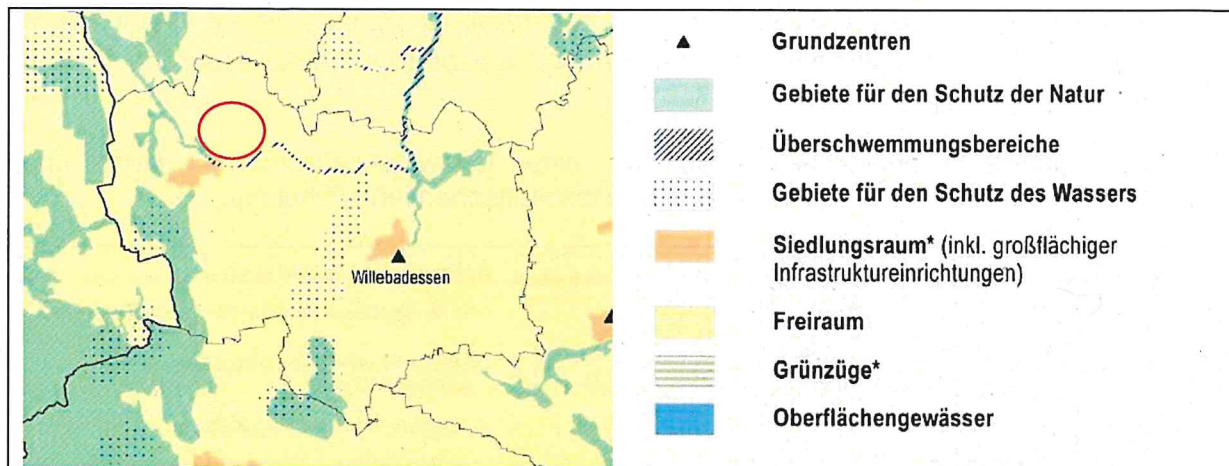 Willebadessen
Grundzentren
Gebiete für den Schutz der Natur
Überschwemmungsbereiche
Gebiete für den Schutz des Wassers
Siedlungsraum* (inkl. großflächiger
Infrastruktureinrichtungen)
Freiraum
Grünzüge*
Oberflächengewässer